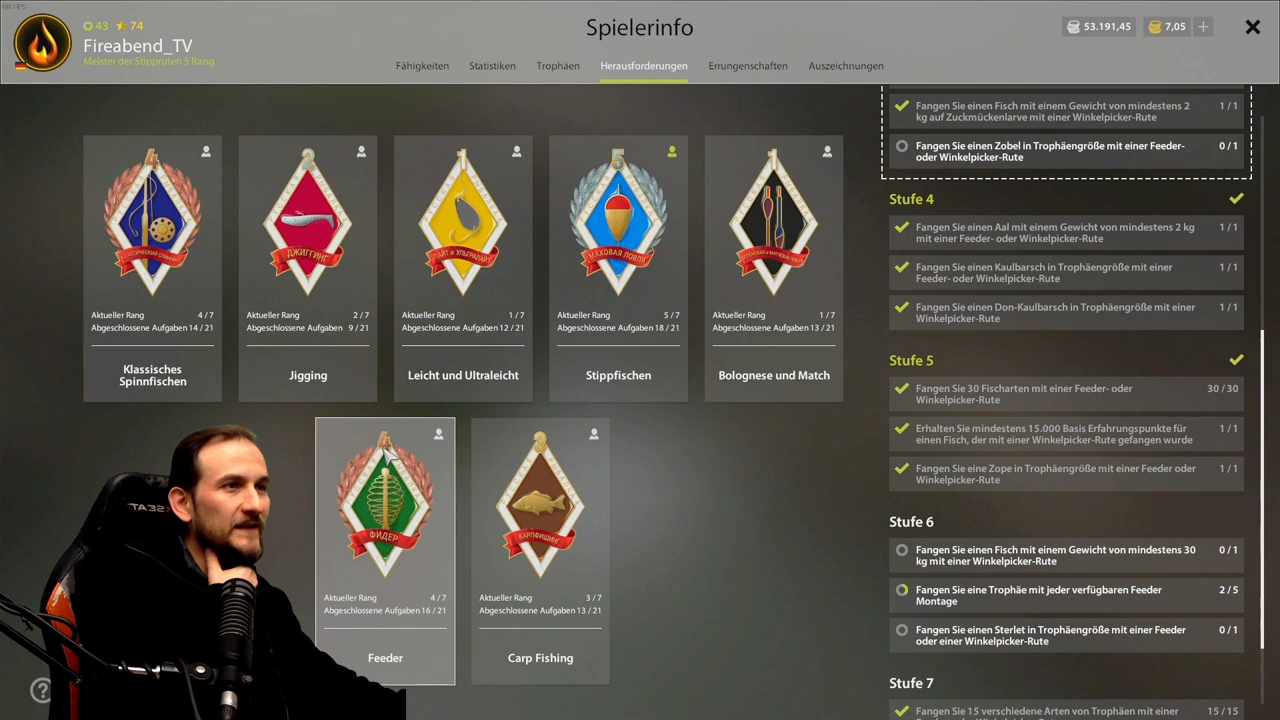 43 74
Fireabend_TV
Meister der Stippruten 5 Rang
Spielerinfo
53.191,45
7,05
Fähigkeiten
Statistiken
Trophäen
Herausforderungen
Errungenschaften
Auszeichnungen
4
КЛАССИЧЕСКИЙ СПИННИНГ
Aktueller Rang 4 / 7
Abgeschlossene Aufgaben 14 / 21
Klassisches
Spinnfischen
2
ДЖИГГИНГ
Aktueller Rang 2 / 7
Abgeschlossene Aufgaben 9 / 21
Jigging
1
ЛАЙТ И УЛЬТРАЛАЙТ
Aktueller Rang 1 / 7
Abgeschlossene Aufgaben 12 / 21
Leicht und Ultraleicht
5
МАХОВАЯ ЛОВЛЯ
Aktueller Rang 5 / 7
Abgeschlossene Aufgaben 18 / 21
Stippfischen
1
Aktueller Rang 1 / 7
Abgeschlossene Aufgaben 13 / 21
Bolognese und Match
4
ФИДЕР
Aktueller Rang 4 / 7
Abgeschlossene Aufgaben 16 / 21
Feeder
3
КАРПФИШИНГ
Aktueller Rang 3 / 7
Abgeschlossene Aufgaben 13 / 21
Carp Fishing
Fangen Sie einen Fisch mit einem Gewicht von mindestens 2 1 / 1
kg auf Zuckmückenlarve mit einer Winkelpicker-Rute
Fangen Sie einen Zobel in Trophäengröße mit einer Feeder- 0 / 1
oder Winkelpicker-Rute
Stufe 4
Fangen Sie einen Aal mit einem Gewicht von mindestens 2 kg 1 / 1
mit einer Feeder- oder Winkelpicker-Rute
Fangen Sie einen Kaulbarsch in Trophäengröße mit einer 1 / 1
Feeder- oder Winkelpicker-Rute
Fangen Sie einen Don-Kaulbarsch in Trophäengröße mit einer 1 / 1
Winkelpicker-Rute
Stufe 5
Fangen Sie 30 Fischarten mit einer Feeder- oder 30 / 30
Winkelpicker-Rute
Erhalten Sie mindestens 15.000 Basis Erfahrungspunkte für 1 / 1
einen Fisch, der mit einer Winkelpicker-Rute gefangen wurde
Fangen Sie eine Zope in Trophäengröße mit einer Feeder oder 1 / 1
Winkelpicker-Rute
Stufe 6
Fangen Sie einen Fisch mit einem Gewicht von mindestens 30 0 / 1
kg mit einer Winkelpicker-Rute
Fangen Sie eine Trophäe mit jeder verfügbaren Feeder 2 / 5
Montage
Fangen Sie einen Sterlet in Trophäengröße mit einer Feeder 0 / 1
oder einer Winkelpicker-Rute
Stufe 7
Fangen Sie 15 verschiedene Arten von Trophäen mit einer 15 / 15
SEAT
?